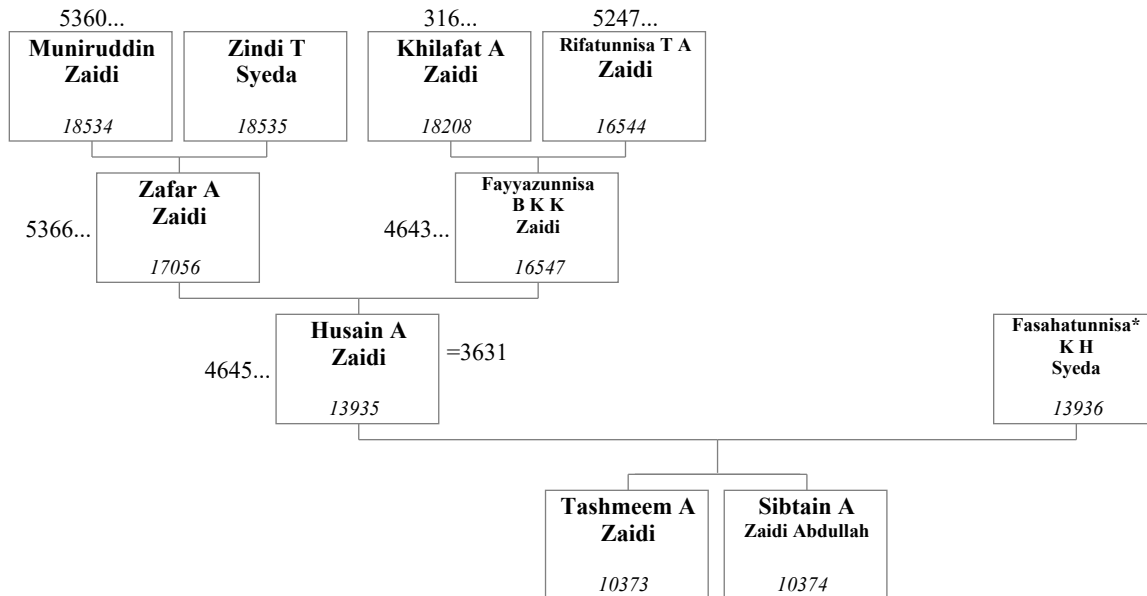 5360...
316...
5247...
Muniruddin
Zaidi
18534
Zindi T
Syeda
18535
Khilafat A
Zaidi
18208
Rifatunnisa T A
Zaidi
16544
5366...
Zafar A
Zaidi
17056
4643...
Fayyazunnisa
B K K
Zaidi
16547
4645...
Husain A
Zaidi
13935
=3631
Fasahatunnisa*
K H
Syeda
13936
Tashmeem A
Zaidi
10373
Sibtain A
Zaidi Abdullah
10374